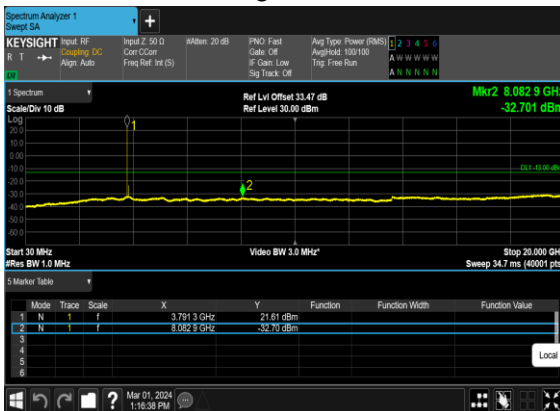 Spectrum Analyzer 1
Swept SA
KEYSIGHT Input: RF Input Z: 50 Ω #Atten: 20 dB PNO: Fast Avg Type: Power (RMS) 1 2 3 4 5 6
R T Coupling: DC Corr CCorr Gate: Off Avg|Hold: 100/100 A W W W W W
Align: Auto Freq Ref: Int (S) IF Gain: Low Trig: Free Run
LV Sig Track: Off A N N N N N
1 Spectrum Ref Lvl Offset 33.47 dB Mkr2 8.082 9 GHz
Scale/Div 10 dB Ref Level 30.00 dBm -32.701 dBm
Log
20.0
10.0
0.00
-10.0
DL1 -13.00 dBm
-20.0
-30.0
-40.0
-50.0
-60.0
1
2
Start 30 MHz Video BW 3.0 MHz* Stop 20.000 GH
#Res BW 1.0 MHz Sweep 34.7 ms (40001 pts
5 Marker Table
Mode Trace Scale X Y Function Function Width Function Value
1 N 1 f 3.791 3 GHz 21.61 dBm
2 N 1 f 8.082 9 GHz -32.70 dBm
3
4
5
6
Local
? Mar 01, 2024
1:16:38 PM